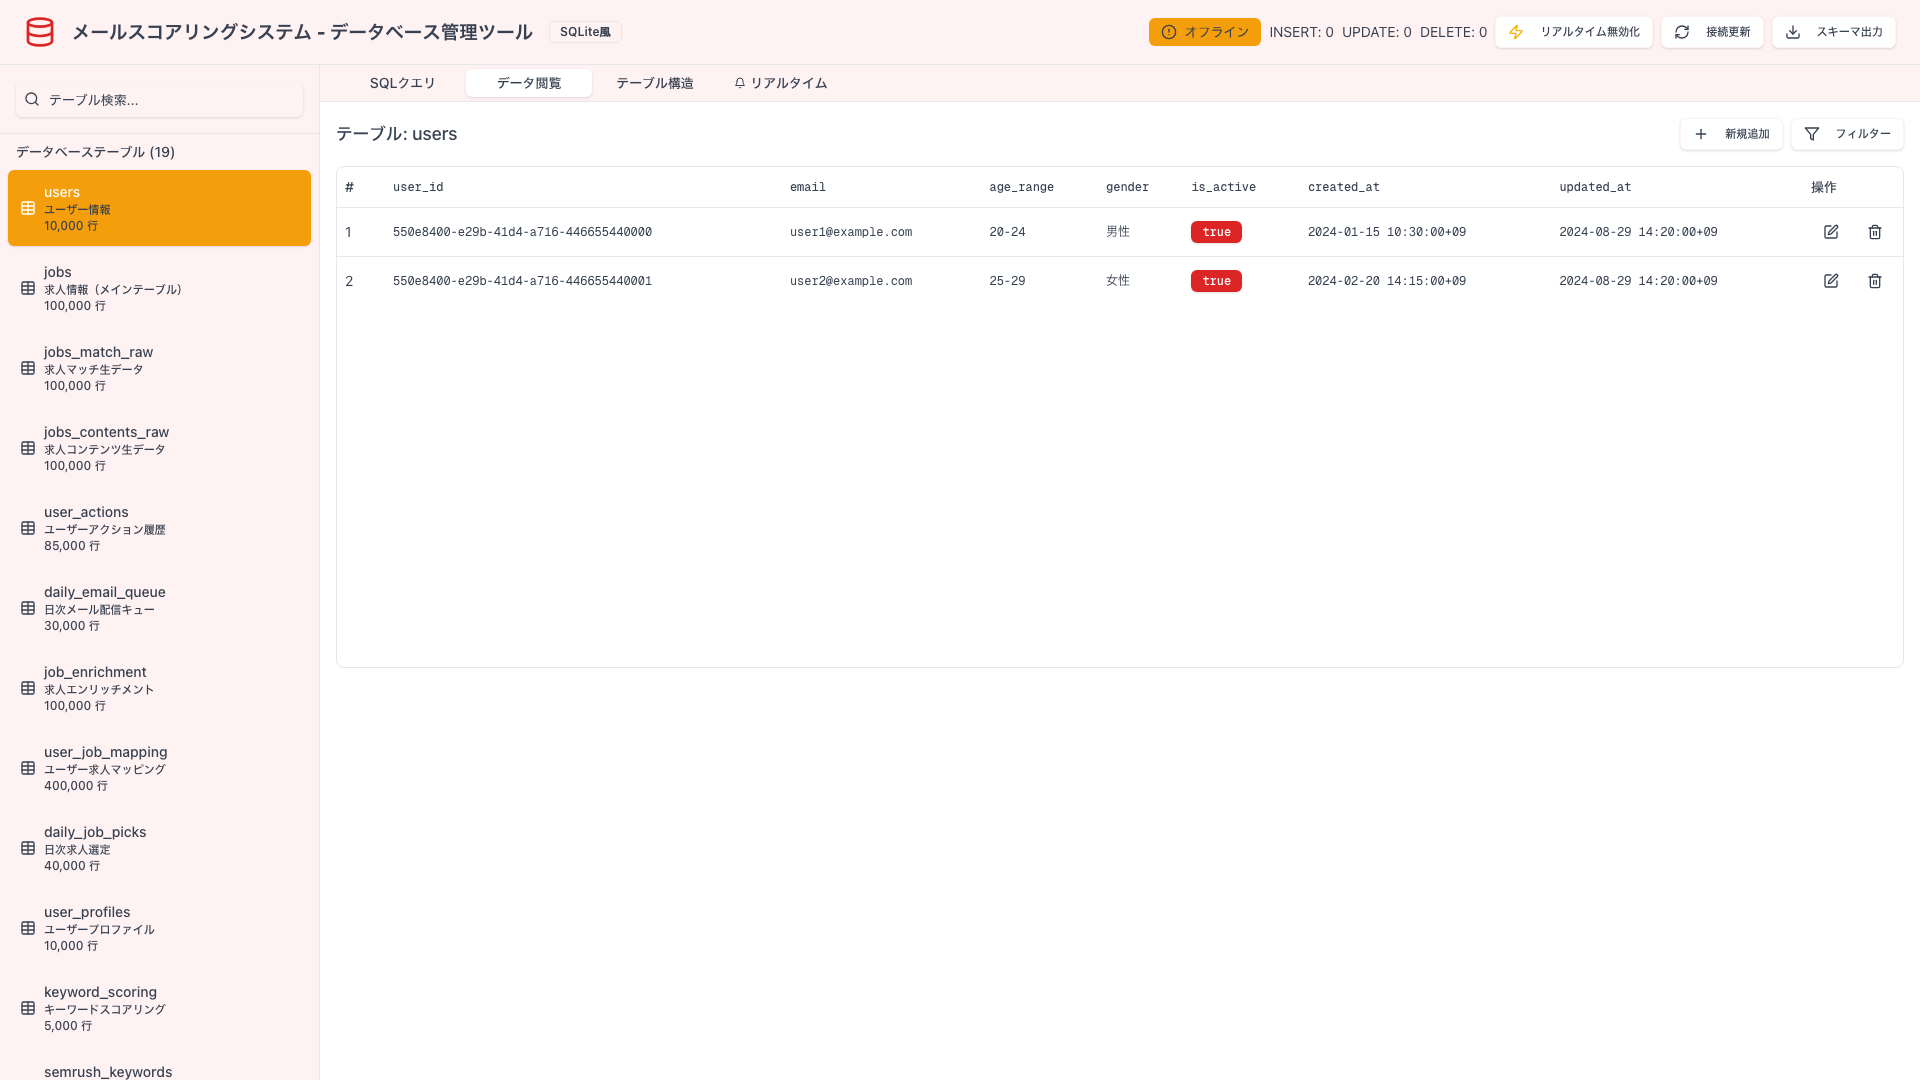 メールスコアリングシステム - データベース管理ツール SQLite風 オフライン INSERT: 0 UPDATE: 0 DELETE: 0 リアルタイム無効化 接続更新 スキーマ出力
テーブル検索...
データベーステーブル (19)
users
ユーザー情報
10,000 行
jobs
求人情報（メインテーブル）
100,000 行
jobs_match_raw
求人マッチ生データ
100,000 行
jobs_contents_raw
求人コンテンツ生データ
100,000 行
user_actions
ユーザーアクション履歴
85,000 行
daily_email_queue
日次メール配信キュー
30,000 行
job_enrichment
求人エンリッチメント
100,000 行
user_job_mapping
ユーザー求人マッピング
400,000 行
daily_job_picks
日次求人選定
40,000 行
user_profiles
ユーザープロファイル
10,000 行
keyword_scoring
キーワードスコアリング
5,000 行
semrush_keywords
SQLクエリ データ閲覧 テーブル構造 リアルタイム
テーブル: users 新規追加 フィルター
# user_id email age_range gender is_active created_at updated_at 操作
1 550e8400-e29b-41d4-a716-446655440000 user1@example.com 20-24 男性 true 2024-01-15 10:30:00+09 2024-08-29 14:20:00+09
2 550e8400-e29b-41d4-a716-446655440001 user2@example.com 25-29 女性 true 2024-02-20 14:15:00+09 2024-08-29 14:20:00+09